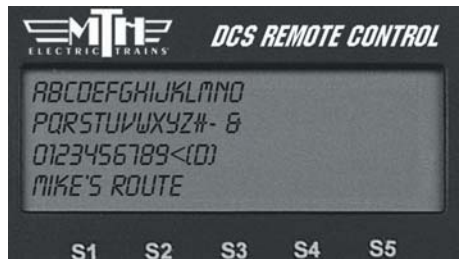 MTH
ELECTRIC TRAINS
DCS REMOTE CONTROL
ABCDEFGHIJKLMNO
PQRSTUVWXYZ#- &
0123456789<(D)
MIKE'S ROUTE
S1 S2 S3 S4 S5